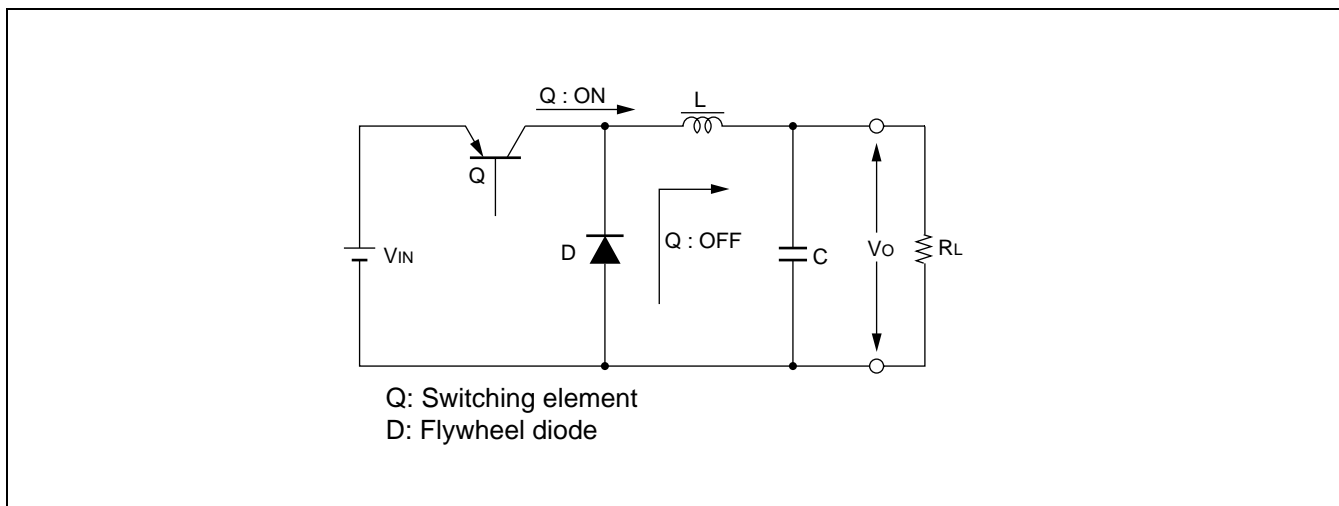 Q : ON
L
Q
VIN
D
Q : OFF
C
VO
RL
Q: Switching element
D: Flywheel diode